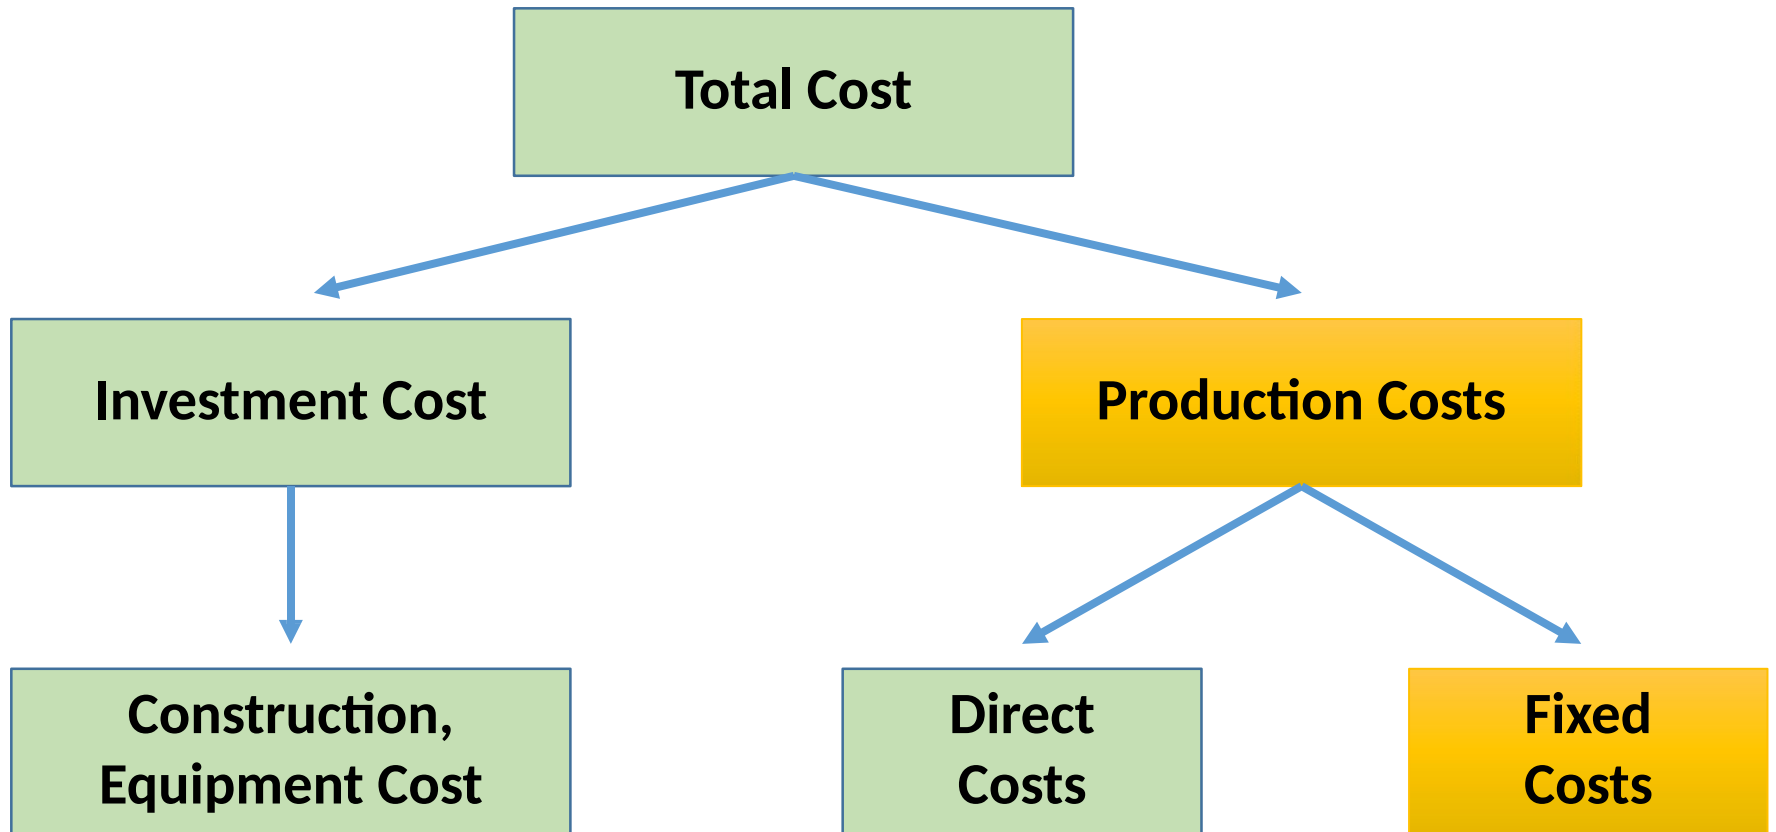 Total Cost
Investment Cost
Production Costs
Construction,
Equipment Cost
Direct
Costs
Fixed
Costs